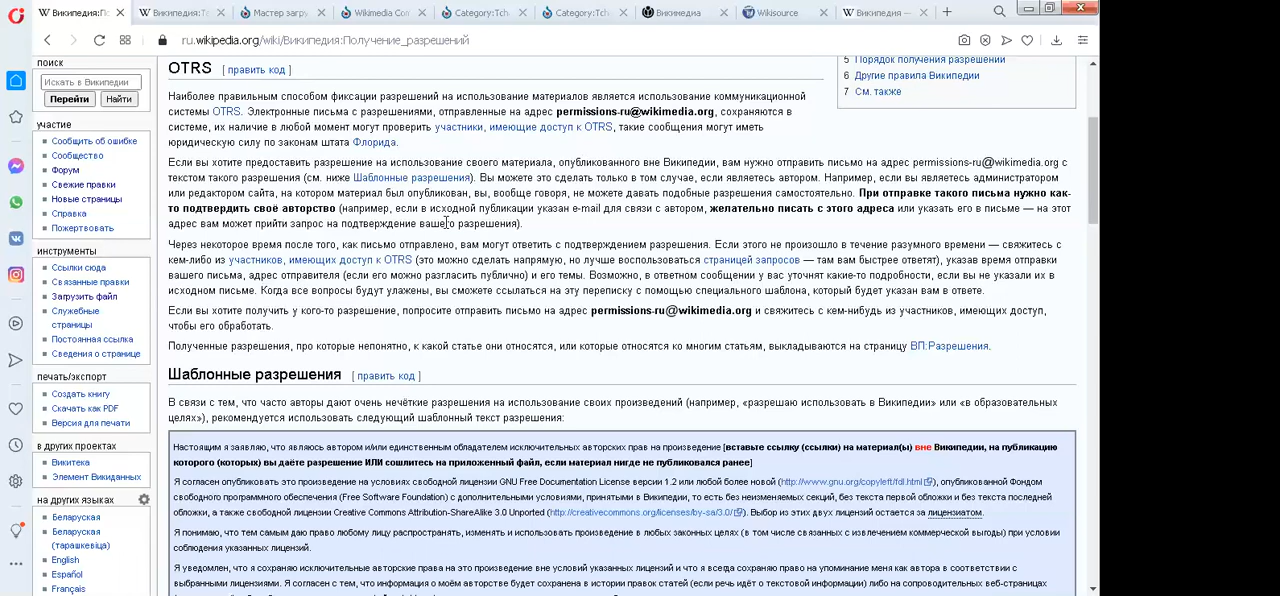 Википедия:По
Википедия:Т
Мастер загру
Wikimedia Co
Category:Tch
Category:Tch
Викимедиа
Wikisource
Википедия —
ru.wikipedia.org/wiki/Википедия:Получение_разрешений
поиск
Искать в Википедии
Перейти
Найти
участие
Сообщить об ошибке
Сообщество
Форум
Свежие правки
Новые страницы
Справка
Пожертвовать
инструменты
Ссылки сюда
Связанные правки
Загрузить файл
Служебные
страницы
Постоянная ссылка
Сведения о странице
печать/экспорт
Создать книгу
Скачать как PDF
Версия для печати
в других проектах
Викитека
Элемент Викиданных
на других языках
Беларуская
Беларуская
(тарашкевіца)
English
Español
Français
OTRS [ править код ]
5 Порядок получения разрешений
6 Другие правила Википедии
7 См. также
Наиболее правильным способом фиксации разрешений на использование материалов является использование коммуникационной
системы OTRS. Электронные письма с разрешениями, отправленные на адрес permissions-ru@wikimedia.org, сохраняются в
системе, их наличие в любой момент могут проверить участники, имеющие доступ к OTRS, такие сообщения могут иметь
юридическую силу по законам штата Флорида.
Если вы хотите предоставить разрешение на использование своего материала, опубликованного вне Википедии, вам нужно отправить письмо на адрес permissions-ru@wikimedia.org с
текстом такого разрешения (см. ниже Шаблонные разрешения). Вы можете это сделать только в том случае, если являетесь автором. Например, если вы являетесь администратором
или редактором сайта, на котором материал был опубликован, вы, вообще говоря, не можете давать подобные разрешения самостоятельно. При отправке такого письма нужно как-
то подтвердить своё авторство (например, если в исходной публикации указан e-mail для связи с автором, желательно писать с этого адреса или указать его в письме — на этот
адрес вам может прийти запрос на подтверждение вашего разрешения).
Через некоторое время после того, как письмо отправлено, вам могут ответить с подтверждением разрешения. Если этого не произошло в течение разумного времени — свяжитесь с
кем-либо из участников, имеющих доступ к OTRS (это можно сделать напрямую, но лучше воспользоваться страницей запросов — там вам быстрее ответят), указав время отправки
вашего письма, адрес отправителя (если его можно разгласить публично) и его темы. Возможно, в ответном сообщении у вас уточнят какие-то подробности, если вы не указали их в
исходном письме. Когда все вопросы будут улажены, вы сможете ссылаться на эту переписку с помощью специального шаблона, который будет указан вам в ответе.
Если вы хотите получить у кого-то разрешение, попросите отправить письмо на адрес permissions-ru@wikimedia.org и свяжитесь с кем-нибудь из участников, имеющих доступ,
чтобы его обработать.
Полученные разрешения, про которые непонятно, к какой статье они относятся, или которые относятся ко многим статьям, выкладываются на страницу ВП:Разрешения.
Шаблонные разрешения [ править код ]
В связи с тем, что часто авторы дают очень нечёткие разрешения на использование своих произведений (например, «разрешаю использовать в Википедии» или «в образовательных
целях»), рекомендуется использовать следующий шаблонный текст разрешения:
Настоящим я заявляю, что являюсь автором и/или единственным обладателем исключительных авторских прав на произведение [вставьте ссылку (ссылки) на материал(ы) вне Википедии, на публикацию
которого (которых) вы даёте разрешение ИЛИ сошлитесь на приложенный файл, если материал нигде не публиковался ранее]
Я согласен опубликовать это произведение на условиях свободной лицензии GNU Free Documentation License версии 1.2 или любой более новой (http://www.gnu.org/copyleft/fdl.html), опубликованной Фондом
свободного программного обеспечения (Free Software Foundation) с дополнительными условиями, принятыми в Википедии, то есть без неизменяемых секций, без текста первой обложки и без текста последней
обложки, а также свободной лицензии Creative Commons Attribution-ShareAlike 3.0 Unported (http://creativecommons.org/licenses/by-sa/3.0/). Выбор из этих двух лицензий остается за лицензиатом.
Я понимаю, что тем самым даю право любому лицу распространять, изменять и использовать произведение в любых законных целях (в том числе связанных с извлечением коммерческой выгоды) при условии
соблюдения указанных лицензий.
Я уведомлен, что я сохраняю исключительные авторские права на это произведение вне условий указанных лицензий и что я всегда сохраняю право на упоминание меня как автора в соответствии с
выбранными лицензиями. Я согласен с тем, что информация о моём авторстве будет сохранена в истории правок статей (если речь идёт о текстовой информации) либо на сопроводительных веб-страницах